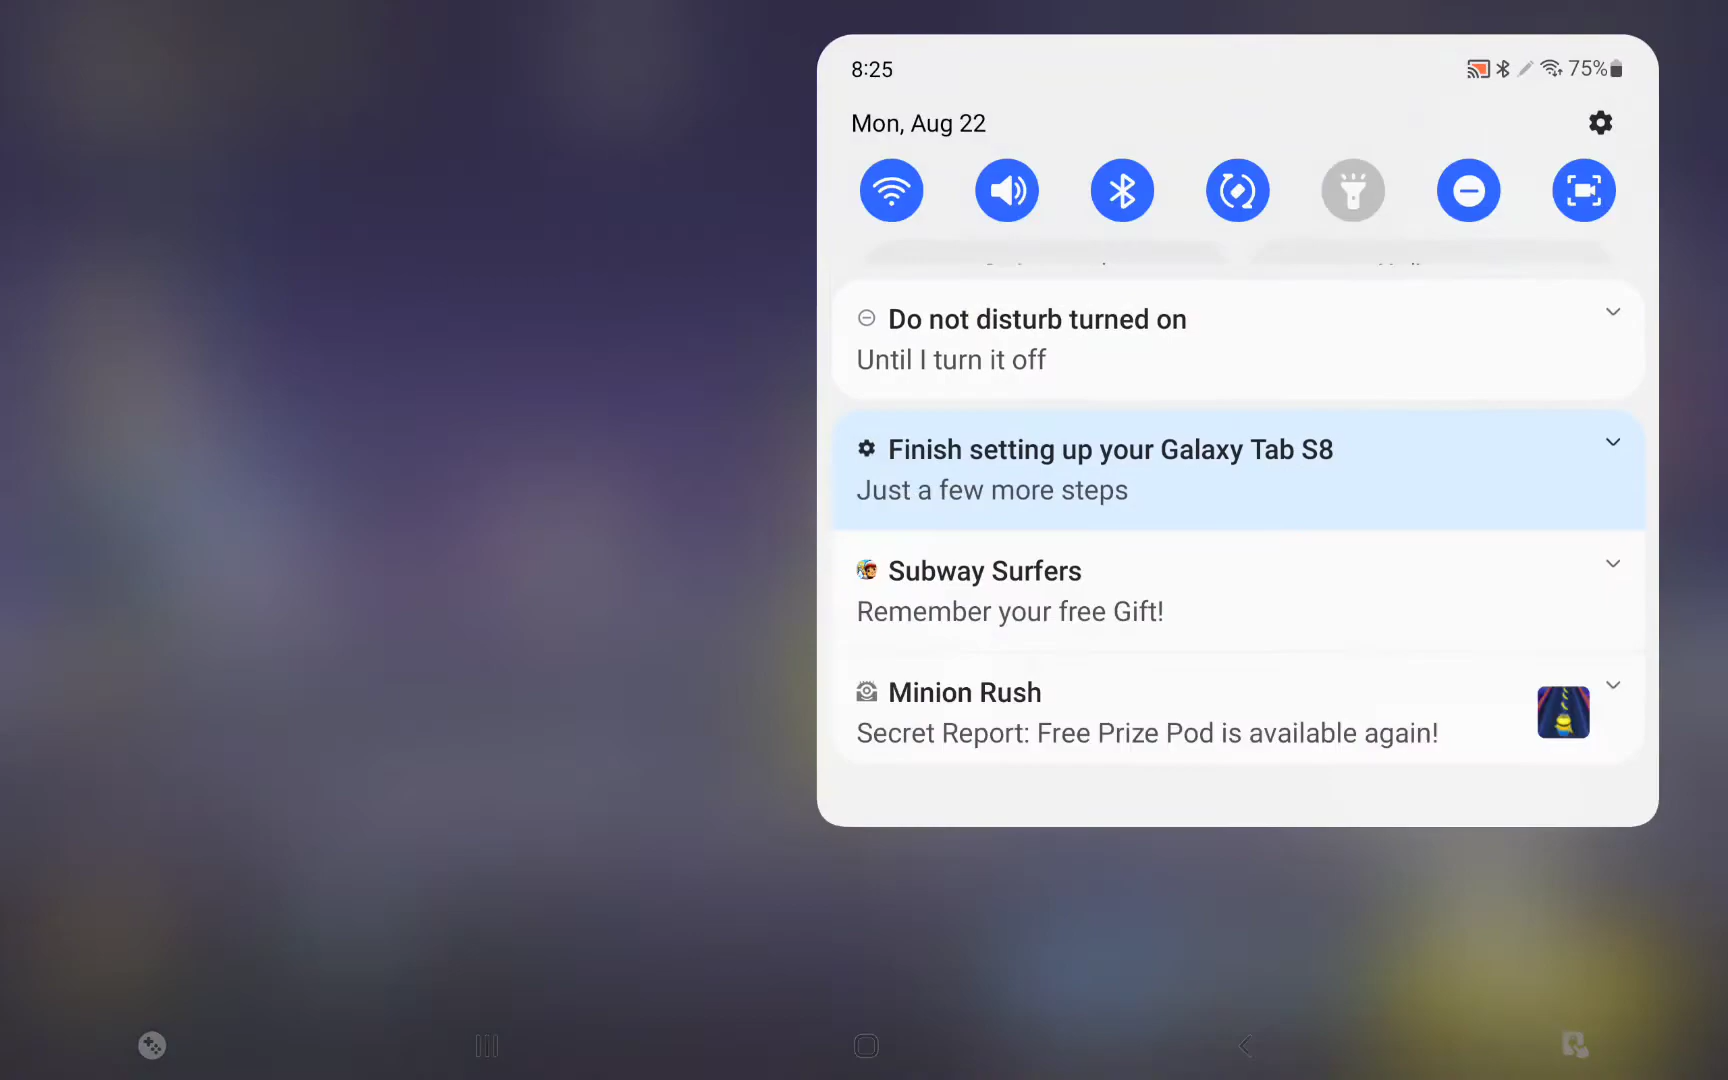 8:25
75%
Mon, Aug 22
Do not disturb turned on
Until I turn it off
Finish setting up your Galaxy Tab S8
Just a few more steps
Subway Surfers
Remember your free Gift!
Minion Rush
Secret Report: Free Prize Pod is available again!